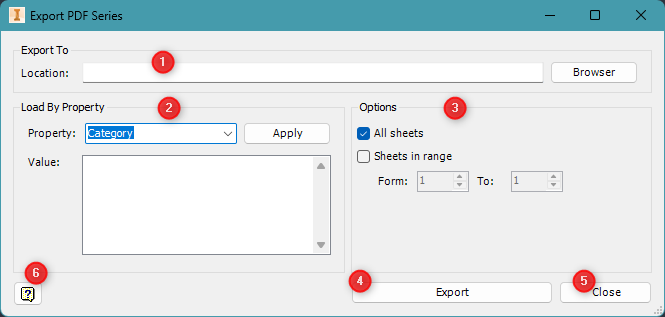 Export PDF Series
Export To
1
Location:
Browser
Load By Property
2
Property:
Category
Apply
Value:
Options
3
All sheets
Sheets in range
Form: 1 To: 1
6
?
4
Export
5
Close